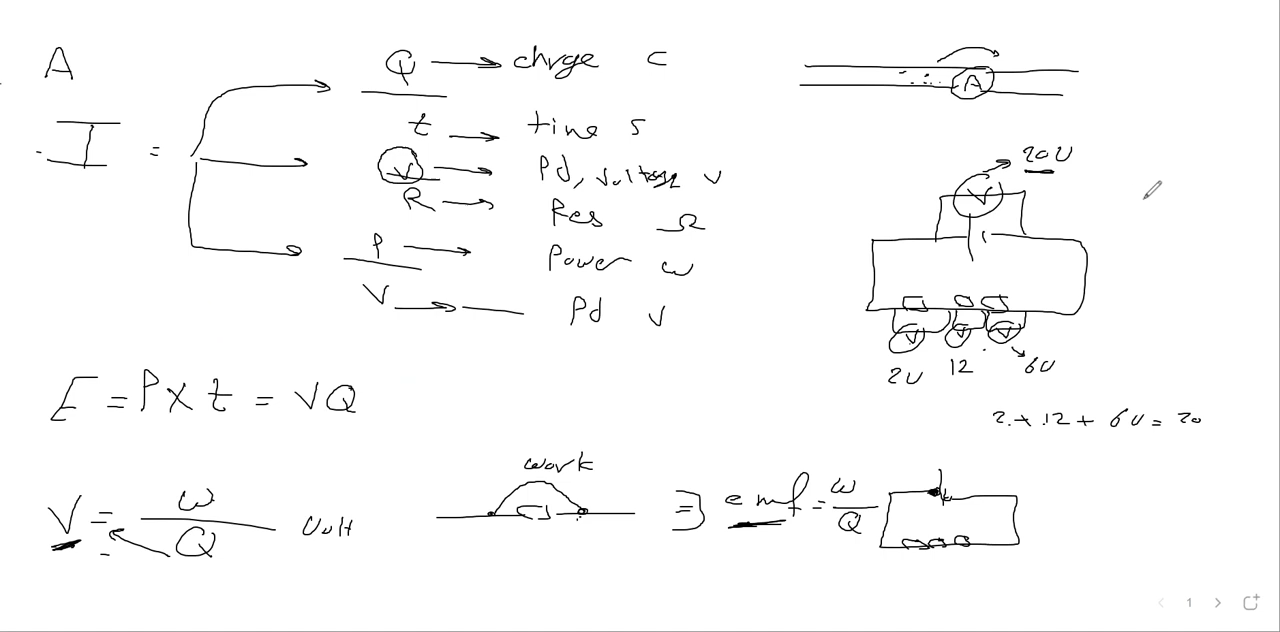 A
I =
Q → chrge C
t → time s
V → Pd, voltage v
R → Res Ω
P → Power w
V → Pd v
A
V → 20V
V V V
2V 12 6V
2 + 12 + 6V = 20
E = P x t = VQ
V = w / Q volt
work
emf = w / Q
1